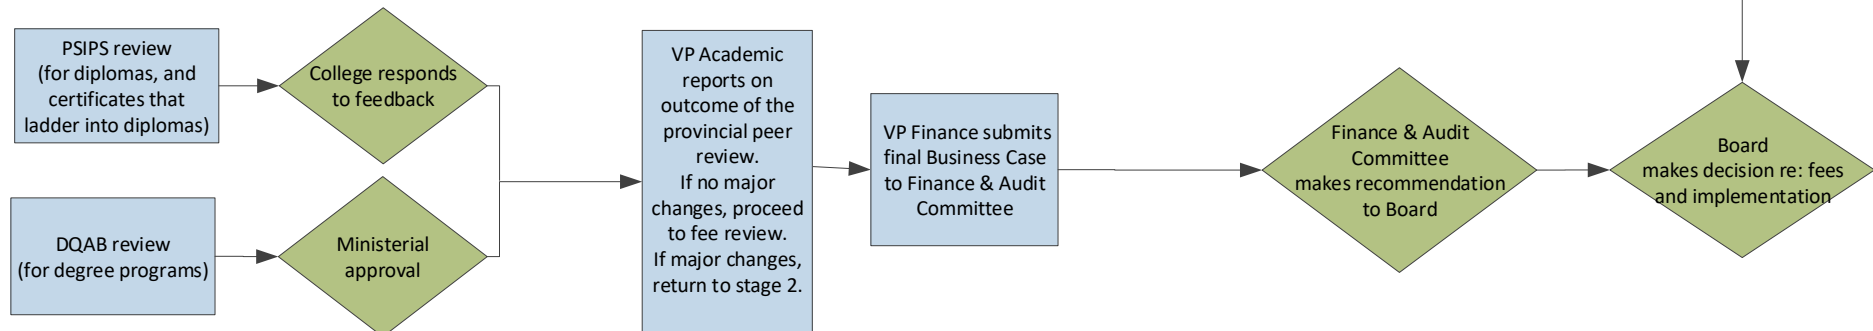 PSIPS review
(for diplomas, and
certificates that
ladder into diplomas)
College responds
to feedback
DQAB review
(for degree programs)
Ministerial
approval
VP Academic
reports on
outcome of the
provincial peer
review.
If no major
changes, proceed
to fee review.
If major changes,
return to stage 2.
VP Finance submits
final Business Case
to Finance & Audit
Committee
Finance & Audit
Committee
makes recommendation
to Board
Board
makes decision re: fees
and implementation